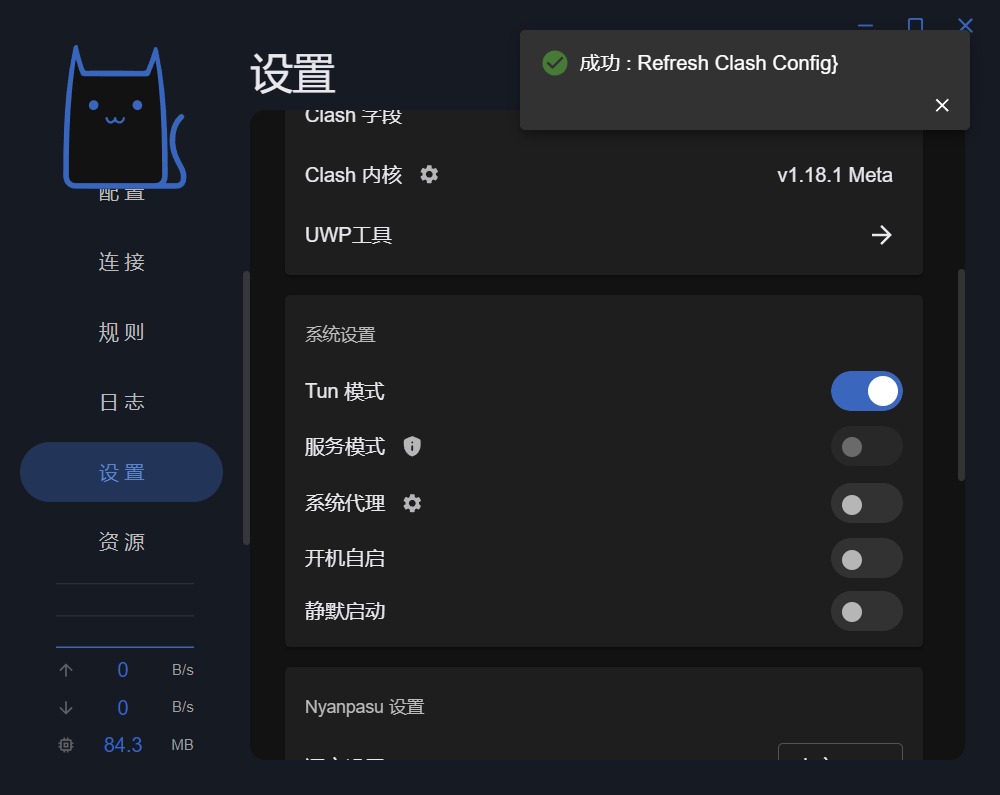 设置
成功 : Refresh Clash Config}
配 置
连 接
规 则
日 志
设 置
资 源
0 B/s
0 B/s
84.3 MB
Clash 字段
Clash 内核 v1.18.1 Meta
UWP工具
系统设置
Tun 模式
服务模式
系统代理
开机自启
静默启动
Nyanpasu 设置